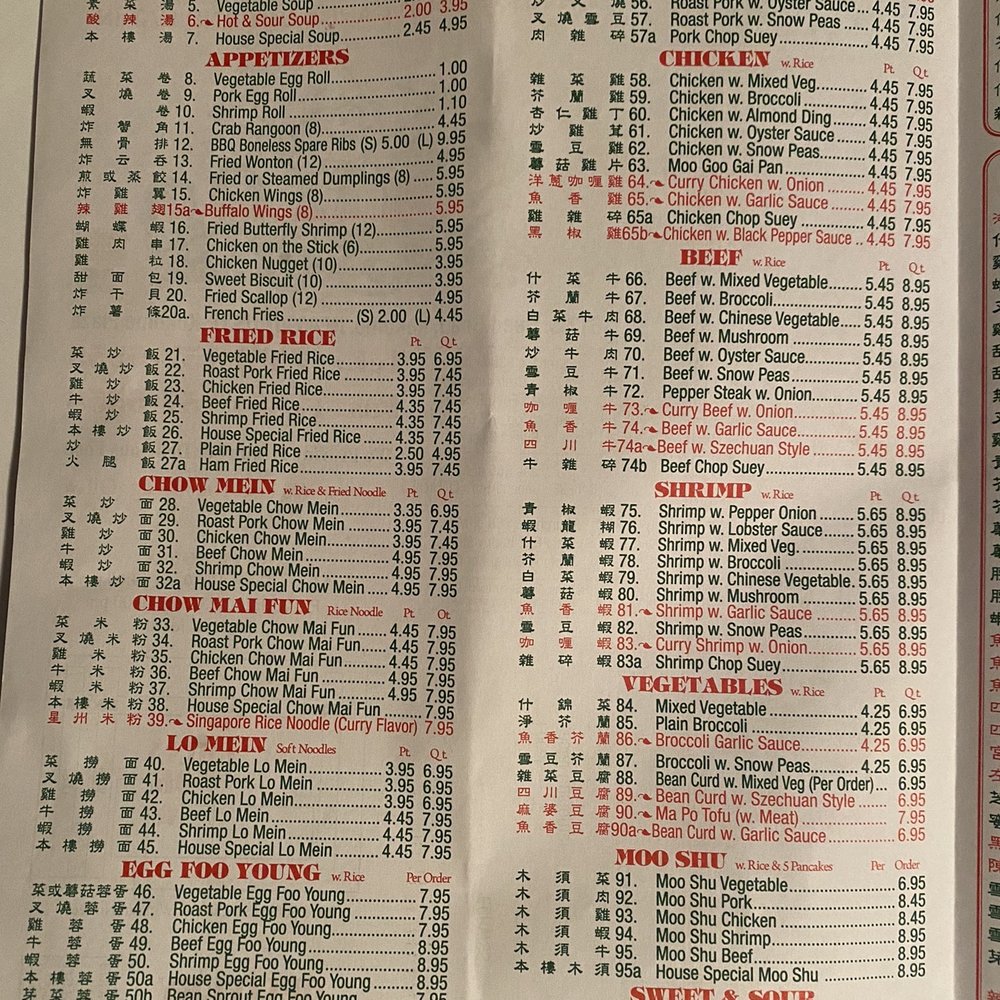 素菜湯 5. Vegetable Soup 2.00 3.95
酸辣湯 6. Hot & Sour Soup 2.00 3.95
本樓湯 7. House Special Soup 2.45 4.95
APPETIZERS
蔬菜卷 8. Vegetable Egg Roll 1.00
叉燒卷 9. Pork Egg Roll 1.00
蝦卷 10. Shrimp Roll 1.10
炸蟹角 11. Crab Rangoon (8) 4.45
無骨排 12. BBQ Boneless Spare Ribs (S) 5.00 (L) 9.95
炸云吞 13. Fried Wonton (12) 4.95
煎或蒸餃 14. Fried or Steamed Dumplings (8) 5.95
炸雞翼 15. Chicken Wings (8) 5.95
辣雞翅 15a Buffalo Wings (8) 5.95
蝴蝶蝦 16. Fried Butterfly Shrimp (12) 5.95
雞肉串 17. Chicken on the Stick (6) 5.95
雞粒 18. Chicken Nugget (10) 3.95
甜面包 19. Sweet Biscuit (10) 3.95
炸干貝 20. Fried Scallop (12) 4.95
炸薯條 20a. French Fries (S) 2.00 (L) 4.45
FRIED RICE Pt. Qt.
菜炒飯 21. Vegetable Fried Rice 3.95 6.95
叉燒炒飯 22. Roast Pork Fried Rice 3.95 7.45
雞炒飯 23. Chicken Fried Rice 3.95 7.45
牛炒飯 24. Beef Fried Rice 4.35 7.45
蝦炒飯 25. Shrimp Fried Rice 4.35 7.45
本樓炒飯 26. House Special Fried Rice 4.35 7.45
炒飯 27. Plain Fried Rice 2.50 4.95
火腿飯 27a Ham Fried Rice 3.95 7.45
CHOW MEIN w. Rice & Fried Noodle Pt. Qt.
菜炒面 28. Vegetable Chow Mein 3.35 6.95
叉燒炒面 29. Roast Pork Chow Mein 3.95 7.45
雞炒面 30. Chicken Chow Mein 3.95 7.45
牛炒面 31. Beef Chow Mein 4.95 7.95
蝦炒面 32. Shrimp Chow Mein 4.95 7.95
本樓炒面 32a House Special Chow Mein 4.95 7.95
CHOW MAI FUN Rice Noodle Pt. Ot.
菜米粉 33. Vegetable Chow Mai Fun 4.45 7.95
叉燒米粉 34. Roast Pork Chow Mai Fun 4.45 7.95
雞米粉 35. Chicken Chow Mai Fun 4.45 7.95
牛米粉 36. Beef Chow Mai Fun 4.95 7.95
蝦米粉 37. Shrimp Chow Mai Fun 4.95 7.95
本樓米粉 38. House Special Chow Mai Fun 7.95
星州米粉 39. Singapore Rice Noodle (Curry Flavor) 7.95
LO MEIN Soft Noodles Pt. Qt.
菜撈面 40. Vegetable Lo Mein 3.95 6.95
叉燒撈面 41. Roast Pork Lo Mein 3.95 6.95
雞撈面 42. Chicken Lo Mein 3.95 6.95
牛撈面 43. Beef Lo Mein 4.45 7.95
蝦撈面 44. Shrimp Lo Mein 4.45 7.95
本樓撈面 45. House Special Lo Mein 4.45 7.95
EGG FOO YOUNG w. Rice Per Order
菜或蘑菇蓉蛋 46. Vegetable Egg Foo Young 7.95
叉燒蓉蛋 47. Roast Pork Egg Foo Young 7.95
雞蓉蛋 48. Chicken Egg Foo Young 7.95
牛蓉蛋 49. Beef Egg Foo Young 8.95
蝦蓉蛋 50. Shrimp Egg Foo Young 8.95
本樓蓉蛋 50a House Special Egg Foo Young 8.95
芽菜蓉蛋 50b Bean Sprout Egg Foo Young 7.95
56. Roast Pork w. Oyster Sauce 4.45 7.95
叉燒雪豆 57. Roast Pork w. Snow Peas 4.45 7.95
肉雜碎 57a Pork Chop Suey 4.45 7.95
CHICKEN w. Rice Pt. Qt.
雜菜雞 58. Chicken w. Mixed Veg. 4.45 7.95
芥蘭雞 59. Chicken w. Broccoli 4.45 7.95
杏仁雞丁 60. Chicken w. Almond Ding 4.45 7.95
炒雞 61. Chicken w. Oyster Sauce 4.45 7.95
雪豆雞 62. Chicken w. Snow Peas 4.45 7.95
蘑菇雞片 63. Moo Goo Gai Pan 4.45 7.95
洋蔥咖喱雞 64. Curry Chicken w. Onion 4.45 7.95
魚香雞 65. Chicken w. Garlic Sauce 4.45 7.95
雞雜碎 65a Chicken Chop Suey 4.45 7.95
黑椒雞 65b Chicken w. Black Pepper Sauce 4.45 7.95
BEEF w. Rice Pt. Qt.
什菜牛 66. Beef w. Mixed Vegetable 5.45 8.95
芥蘭牛 67. Beef w. Broccoli 5.45 8.95
白菜牛肉 68. Beef w. Chinese Vegetable 5.45 8.95
蘑菇牛 69. Beef w. Mushroom 5.45 8.95
炒牛肉 70. Beef w. Oyster Sauce 5.45 8.95
雪豆牛 71. Beef w. Snow Peas 5.45 8.95
青椒牛 72. Pepper Steak w. Onion 5.45 8.95
咖喱牛 73. Curry Beef w. Onion 5.45 8.95
魚香牛 74. Beef w. Garlic Sauce 5.45 8.95
四川牛 74a Beef w. Szechuan Style 5.45 8.95
牛雜碎 74b Beef Chop Suey 5.45 8.95
SHRIMP w. Rice Pt. Qt.
青椒蝦 75. Shrimp w. Pepper Onion 5.65 8.95
蝦龍糊 76. Shrimp w. Lobster Sauce 5.65 8.95
什菜蝦 77. Shrimp w. Mixed Veg. 5.65 8.95
芥蘭蝦 78. Shrimp w. Broccoli 5.65 8.95
白菜蝦 79. Shrimp w. Chinese Vegetable 5.65 8.95
蘑菇蝦 80. Shrimp w. Mushroom 5.65 8.95
魚香蝦 81. Shrimp w. Garlic Sauce 5.65 8.95
雪豆蝦 82. Shrimp w. Snow Peas 5.65 8.95
咖喱蝦 83. Curry Shrimp w. Onion 5.65 8.95
雜碎蝦 83a Shrimp Chop Suey 5.65 8.95
VEGETABLES w. Rice Pt. Qt.
什錦菜 84. Mixed Vegetable 4.25 6.95
淨芥蘭 85. Plain Broccoli 4.25 6.95
魚香芥蘭 86. Broccoli Garlic Sauce 4.25 6.95
雪豆芥蘭 87. Broccoli w. Snow Peas 4.25 6.95
雜菜豆腐 88. Bean Curd w. Mixed Veg (Per Order) 6.95
四川豆腐 89. Bean Curd w. Szechuan Style 6.95
麻婆豆腐 90. Ma Po Tofu (w. Meat) 7.95
魚香豆腐 90a Bean Curd w. Garlic Sauce 6.95
MOO SHU w. Rice & 5 Pancakes Per Order
木須菜 91. Moo Shu Vegetable 6.95
木須肉 92. Moo Shu Pork 8.45
木須雞 93. Moo Shu Chicken 8.45
木須蝦 94. Moo Shu Shrimp 8.95
木須牛 95. Moo Shu Beef 8.95
本樓木須 95a House Special Moo Shu 8.95
SWEET & SOUR